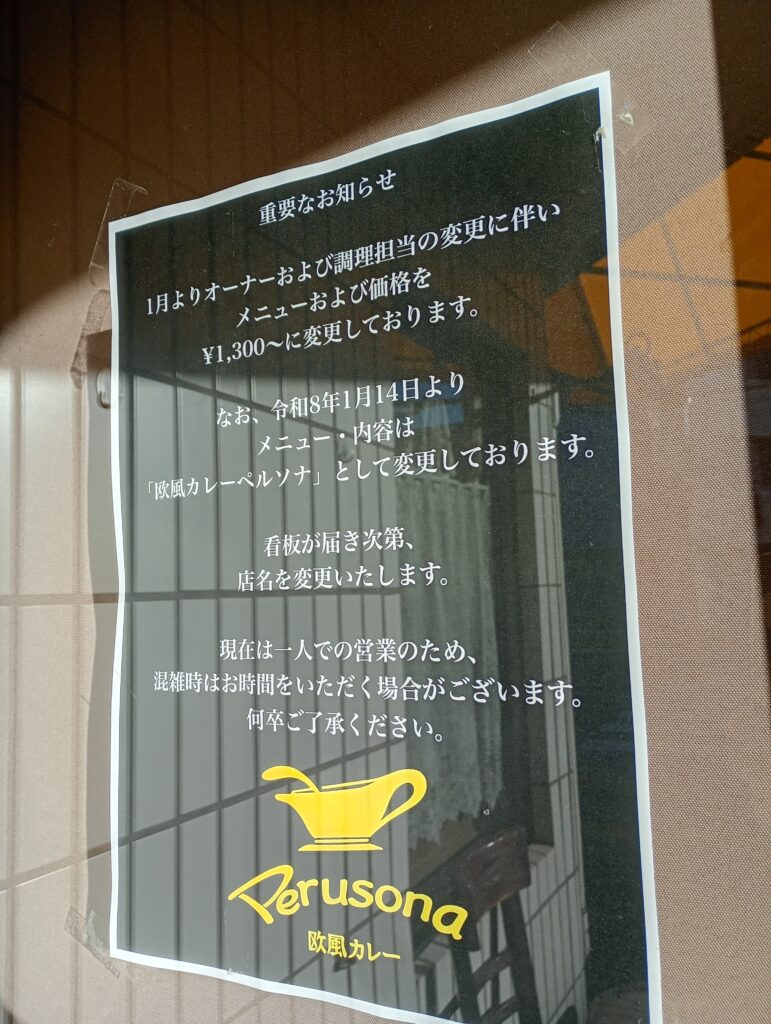 重要なお知らせ
1月よりオーナーおよび調理担当の変更に伴い
メニューおよび価格を
¥1,300〜に変更しております。
なお、令和8年1月14日より
メニュー・内容は
「欧風カレーペルソナ」として変更しております。
看板が届き次第、
店名を変更いたします。
現在は一人での営業のため、
混雑時はお時間をいただく場合がございます。
何卒ご了承ください。
Perusona
欧風カレー